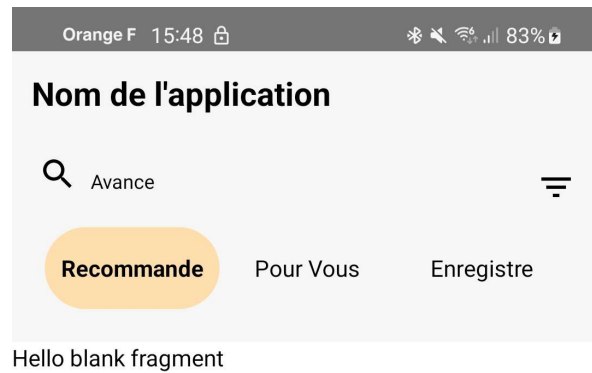 Orange F 15:48 83%
Nom de l'application
Avance
Recommande Pour Vous Enregistre
Hello blank fragment